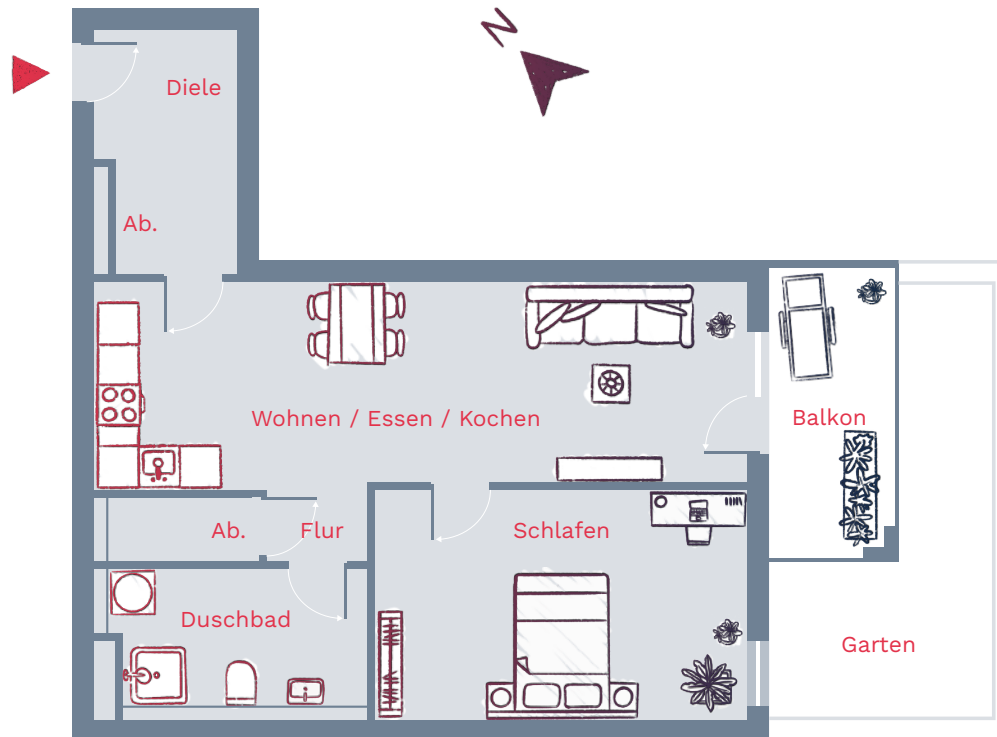 N
Diele
Ab.
Wohnen / Essen / Kochen
Balkon
Ab.
Flur
Schlafen
Duschbad
Garten